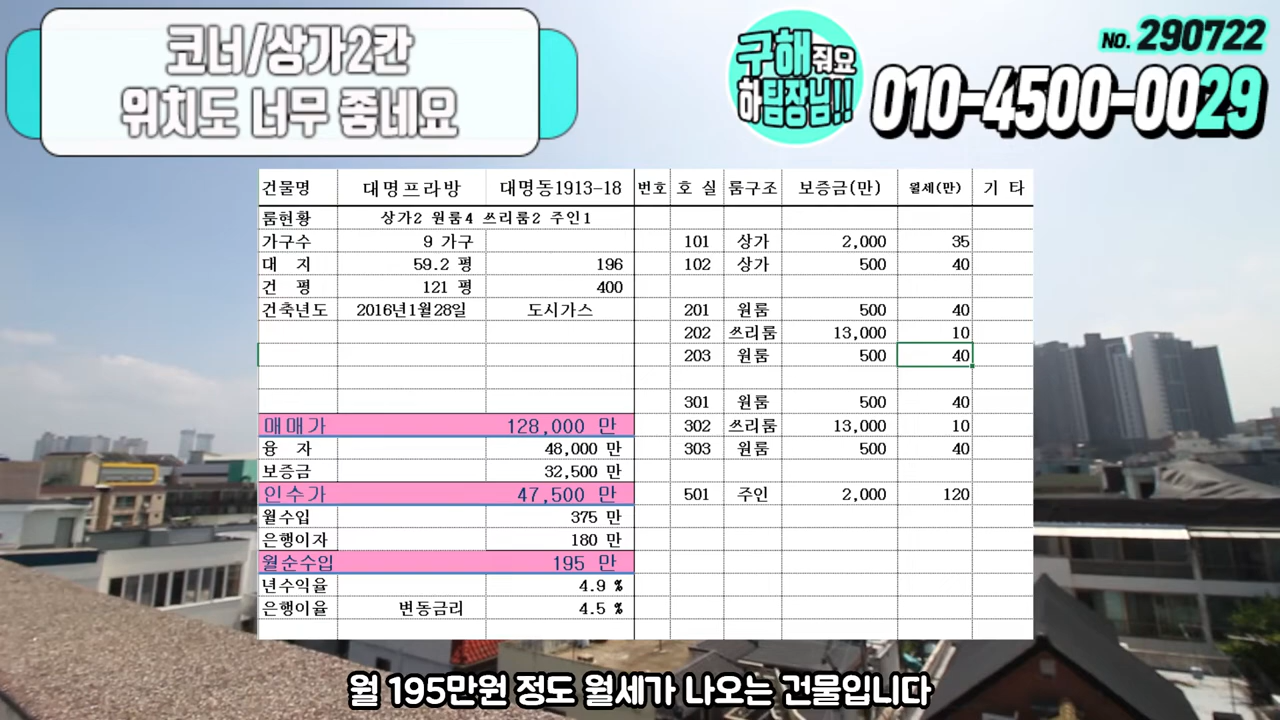 코너/상가2칸
위치도 너무 좋네요
구해줘요
하팀장님!!
NO. 290722
010-4500-0029
건물명 대명프라방 대명동1913-18 번호 호 실 룸구조 보증금(만) 월세(만) 기 타
룸현황 상가2 원룸4 쓰리룸2 주인1
가구수 9 가구 101 상가 2,000 35
대 지 59.2 평 196 102 상가 500 40
건 평 121 평 400
건축년도 2016년1월28일 도시가스 201 원룸 500 40
202 쓰리룸 13,000 10
203 원룸 500 40
301 원룸 500 40
매매가 128,000 만 302 쓰리룸 13,000 10
융 자 48,000 만 303 원룸 500 40
보증금 32,500 만
인수가 47,500 만 501 주인 2,000 120
월수입 375 만
은행이자 180 만
월순수입 195 만
년수익율 4.9 %
은행이율 변동금리 4.5 %
월 195만원 정도 월세가 나오는 건물입니다